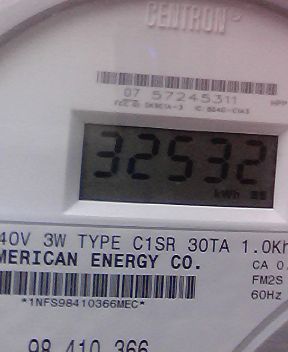 CENTRON
07 57245311
32532
kWh
40V 3W TYPE C1SR 30TA 1.0Kh
MERICAN ENERGY CO.
CA 0.
FM2S
*1NFS98410366MEC*
60Hz
98 410 366